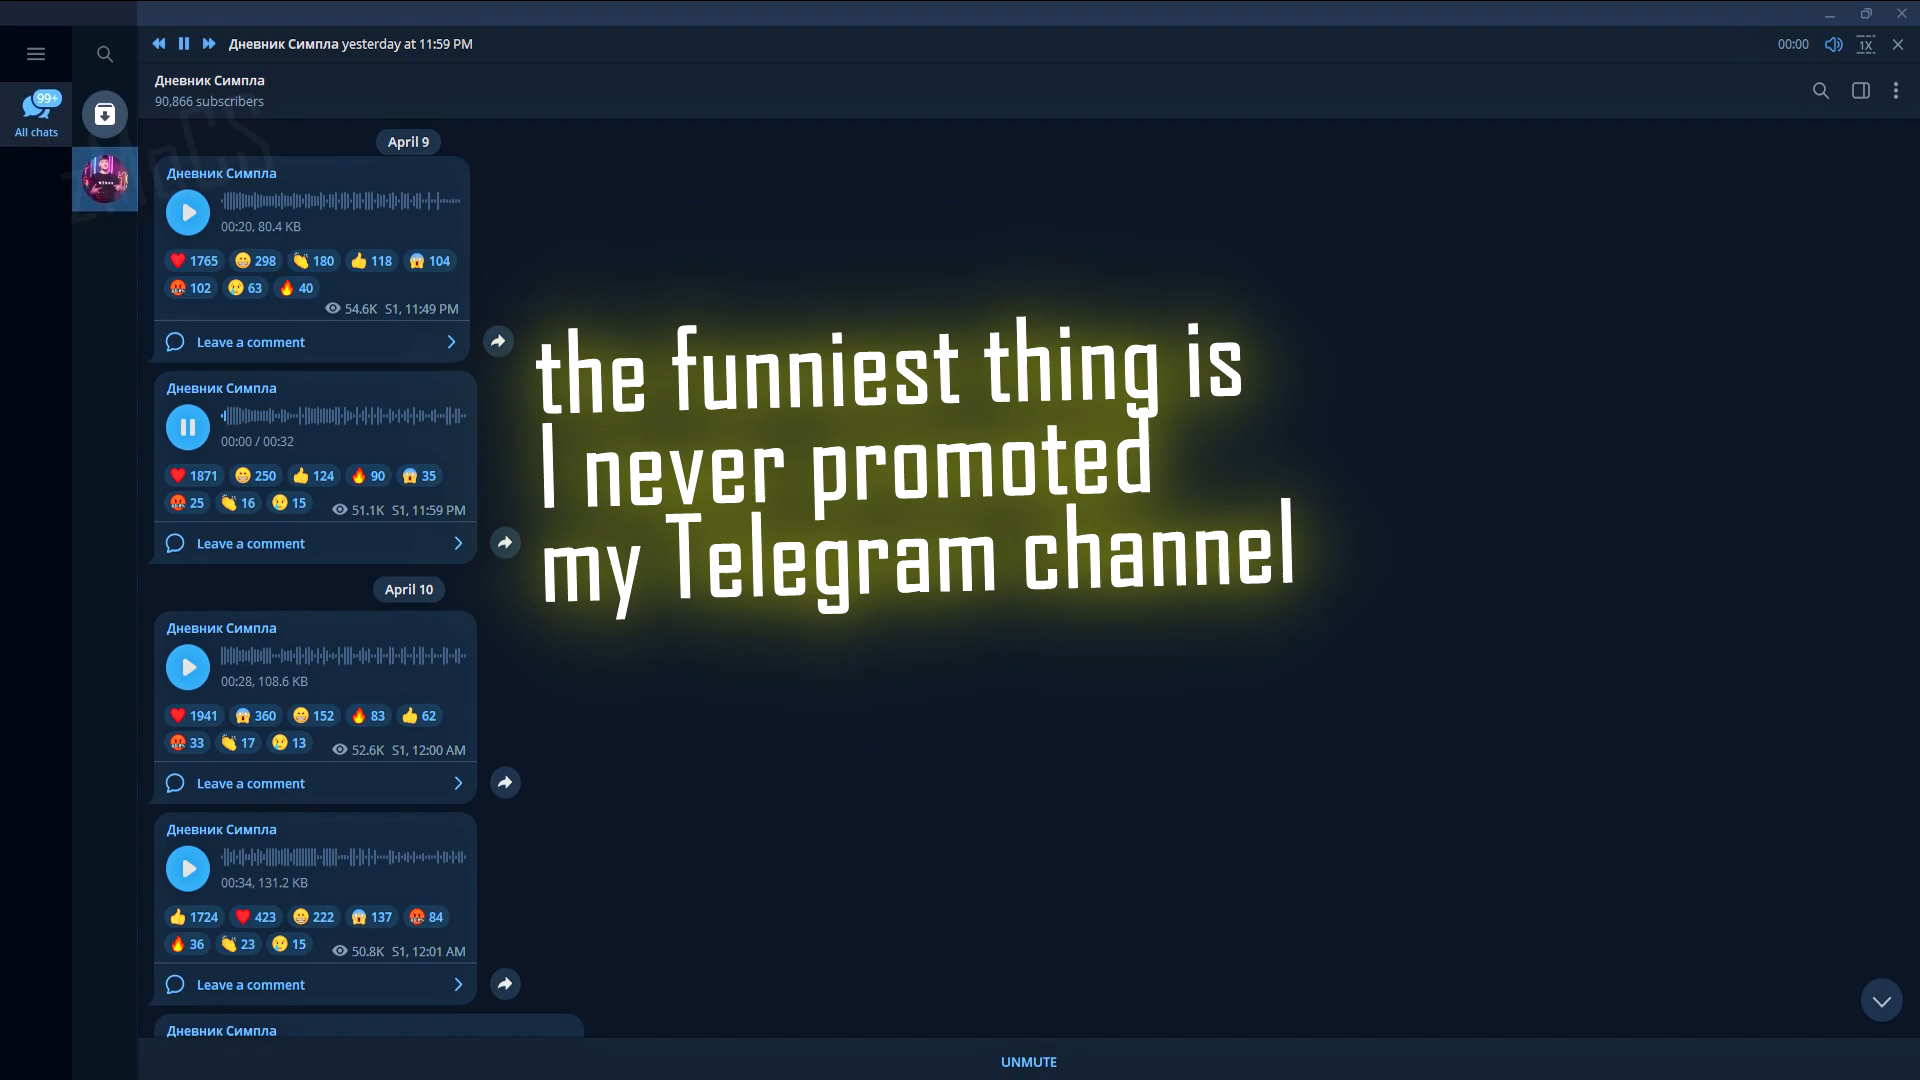 Дневник Симпла yesterday at 11:59 PM
00:00
1X
Дневник Симпла
90,866 subscribers
99+
All chats
April 9
Дневник Симпла
00:20, 80.4 KB
1765 298 180 118 104
102 63 40
54.6K S1, 11:49 PM
Leave a comment
Дневник Симпла
00:00 / 00:32
1871 250 124 90 35
25 16 15 51.1K S1, 11:59 PM
Leave a comment
April 10
Дневник Симпла
00:28, 108.6 KB
1941 360 152 83 62
33 17 13 52.6K S1, 12:00 AM
Leave a comment
Дневник Симпла
00:34, 131.2 KB
1724 423 222 137 84
36 23 15 50.8K S1, 12:01 AM
Leave a comment
Дневник Симпла
UNMUTE
the funniest thing is
I never promoted
my Telegram channel